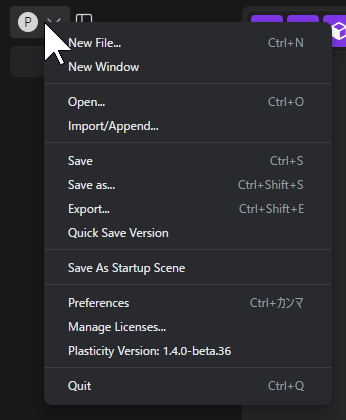 P
New File... Ctrl+N
New Window
Open... Ctrl+O
Import/Append...
Save Ctrl+S
Save as... Ctrl+Shift+S
Export... Ctrl+Shift+E
Quick Save Version
Save As Startup Scene
Preferences Ctrl+カンマ
Manage Licenses...
Plasticity Version: 1.4.0-beta.36
Quit Ctrl+Q